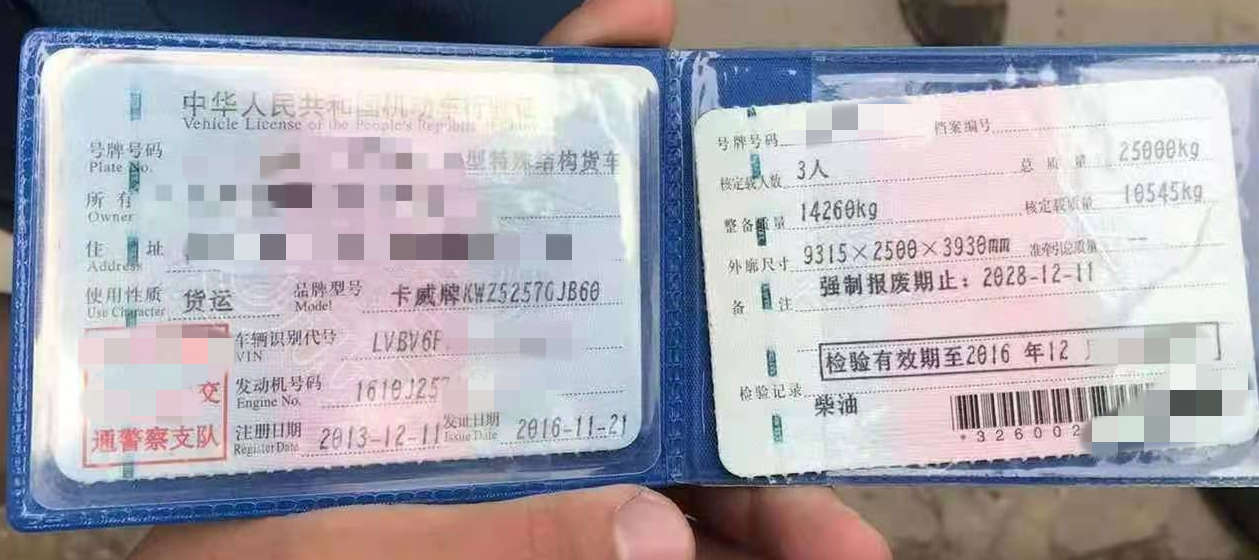 中华人民共和国机动车行驶证
Vehicle License of the People's Republic of China
号牌号码
Plate No.
型特殊结构货车
所有
Owner
住 址
Address
使用性质 货运
Use Character
品牌型号 卡威牌KWZ5257GJB60
Model
车辆识别代号 LVBV6F
VIN
发动机号码 1610J257
Engine No.
交
通警察支队
注册日期 2013-12-11
Register Date
发证日期 2016-11-21
Issue Date
号牌号码
档案编号
核定载人数 3人
总质量 25000kg
整备质量 14260kg
核定载质量 10545kg
外廓尺寸 9315×2500×3930mm
准牵引总质量 --
备 注 强制报废期止：2028-12-11
检验有效期至2016 年12
检验记录
柴油
*326002